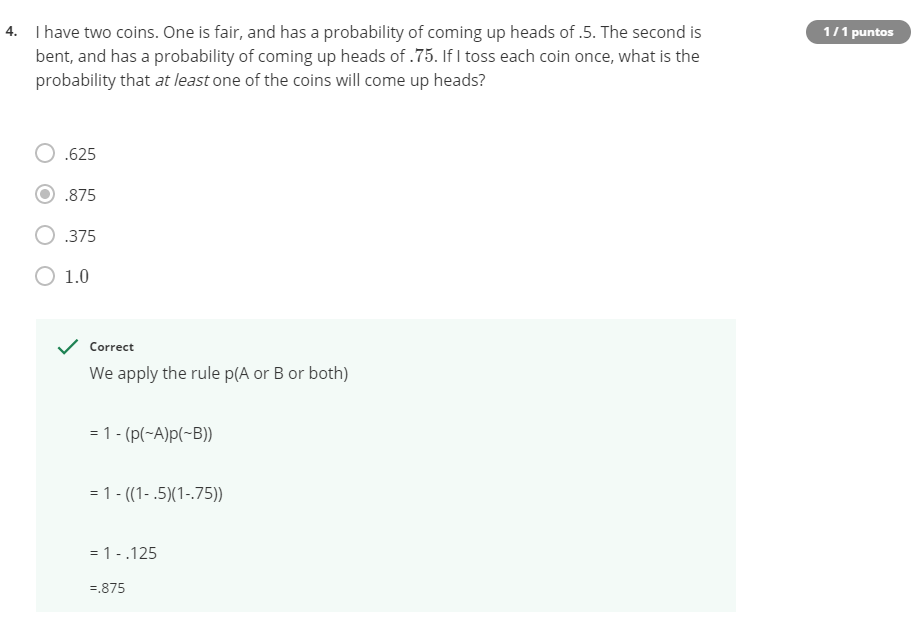 4. I have two coins. One is fair, and has a probability of coming up heads of .5. The second is
bent, and has a probability of coming up heads of .75. If I toss each coin once, what is the
probability that at least one of the coins will come up heads?
1 / 1 puntos
.625
.875
.375
1.0
Correct
We apply the rule p(A or B or both)
= 1 - (p(~A)p(~B))
= 1 - ((1- .5)(1-.75))
= 1 - .125
=.875